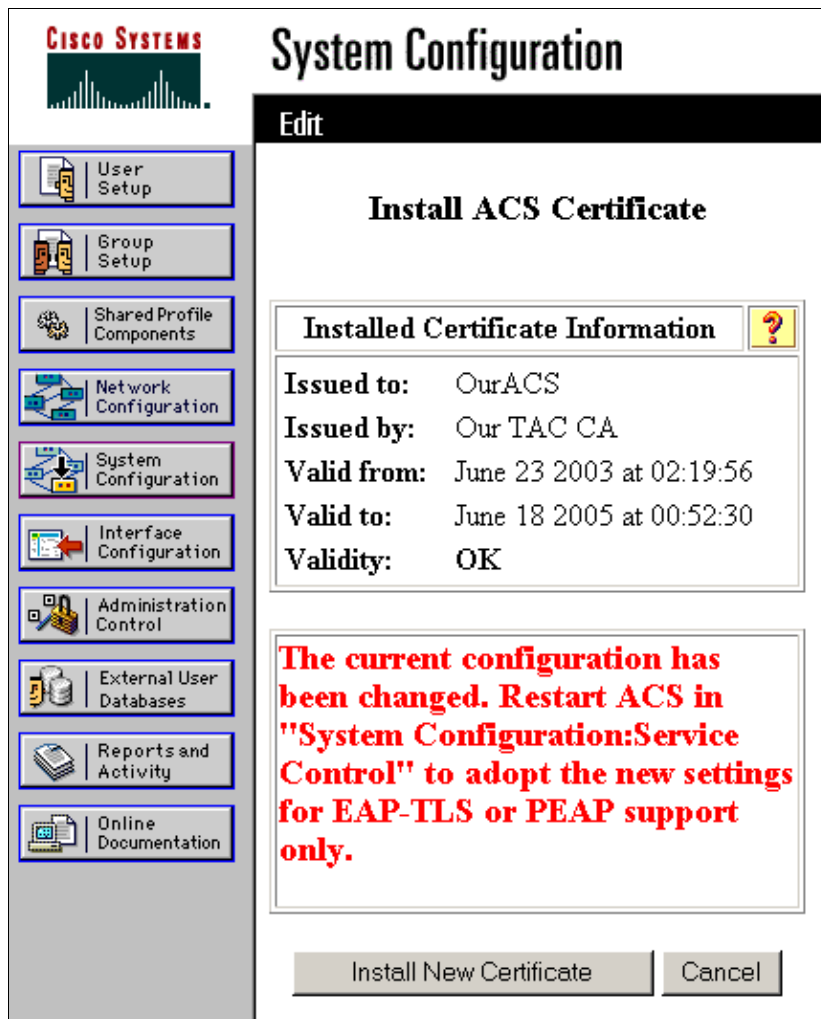 CISCO SYSTEMS
System Configuration
Edit
User
Setup
Group
Setup
Shared Profile
Components
Network
Configuration
System
Configuration
Interface
Configuration
Administration
Control
External User
Databases
Reports and
Activity
Online
Documentation
Install ACS Certificate
Installed Certificate Information ?
Issued to: OurACS
Issued by: Our TAC CA
Valid from: June 23 2003 at 02:19:56
Valid to: June 18 2005 at 00:52:30
Validity: OK
The current configuration has
been changed. Restart ACS in
"System Configuration:Service
Control" to adopt the new settings
for EAP-TLS or PEAP support
only.
Install New Certificate
Cancel